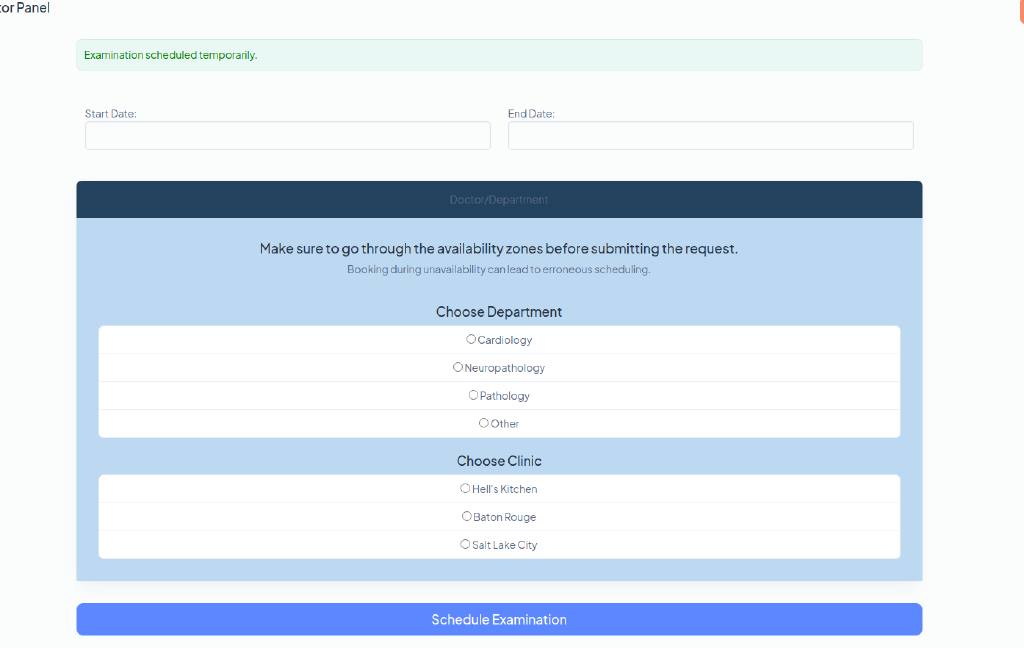 tor Panel
Examination scheduled temporarily.
Start Date:
End Date:
Doctor/Department
Make sure to go through the availability zones before submitting the request.
Booking during unavailability can lead to erroneous scheduling.
Choose Department
Cardiology
Neuropathology
Pathology
Other
Choose Clinic
Hell's Kitchen
Baton Rouge
Salt Lake City
Schedule Examination